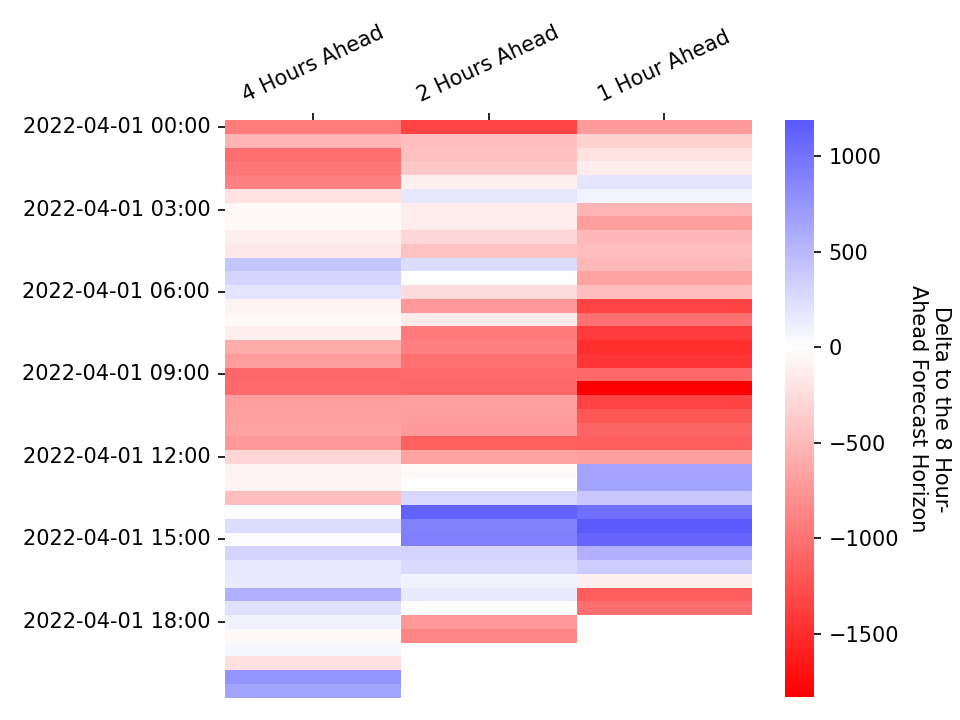 4 Hours Ahead
2 Hours Ahead
1 Hour Ahead
2022-04-01 00:00
2022-04-01 03:00
2022-04-01 06:00
2022-04-01 09:00
2022-04-01 12:00
2022-04-01 15:00
2022-04-01 18:00
1000
500
0
−500
−1000
−1500
Delta to the 8 Hour-
Ahead Forecast Horizon